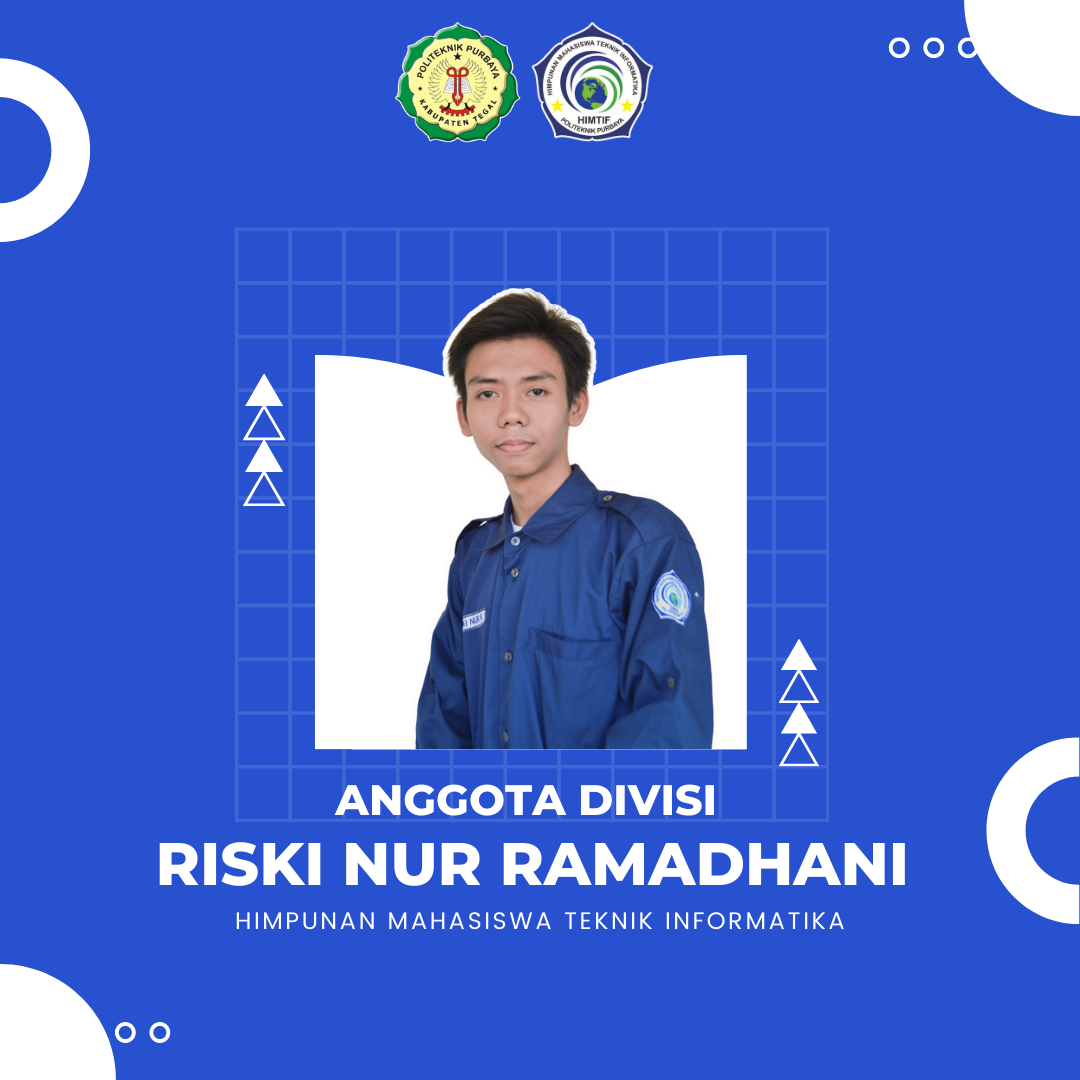 POLITEKNIK PURBAYA
KABUPATEN TEGAL
HIMPUNAN MAHASISWA TEKNIK INFORMATIKA
HIMTIF
POLITEKNIK PURBAYA
ANGGOTA DIVISI
RISKI NUR RAMADHANI
HIMPUNAN MAHASISWA TEKNIK INFORMATIKA